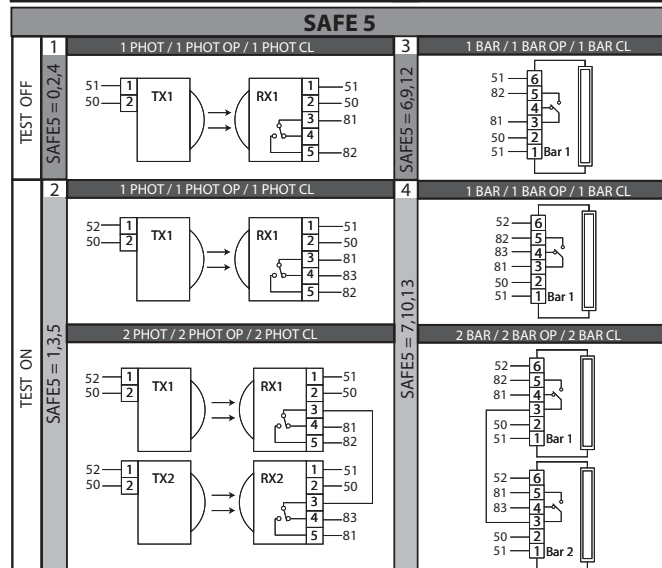 SAFE 5
TEST OFF
SAFE5 = 0,2,4
1
1 PHOT / 1 PHOT OP / 1 PHOT CL
51 1
50 2
TX1
RX1
1 51
2 50
3 81
4
5 82
SAFE5 = 6,9,12
3
1 BAR / 1 BAR OP / 1 BAR CL
51 6
82 5
4
81 3
50 2
51 1 Bar 1
TEST ON
SAFE5 = 1,3,5
2
1 PHOT / 1 PHOT OP / 1 PHOT CL
52 1
50 2
TX1
RX1
1 51
2 50
3 81
4 83
5 82
2 PHOT / 2 PHOT OP / 2 PHOT CL
52 1
50 2
TX1
RX1
1 51
2 50
3
4 81
5 82
52 1
50 2
TX2
RX2
1 51
2 50
3
4 83
5 81
SAFE5 = 7,10,13
4
1 BAR / 1 BAR OP / 1 BAR CL
52 6
82 5
83 4
81 3
50 2
51 1 Bar 1
2 BAR / 2 BAR OP / 2 BAR CL
52 6
82 5
81 4
3
50 2
51 1 Bar 1
52 6
81 5
83 4
3
50 2
51 1 Bar 2